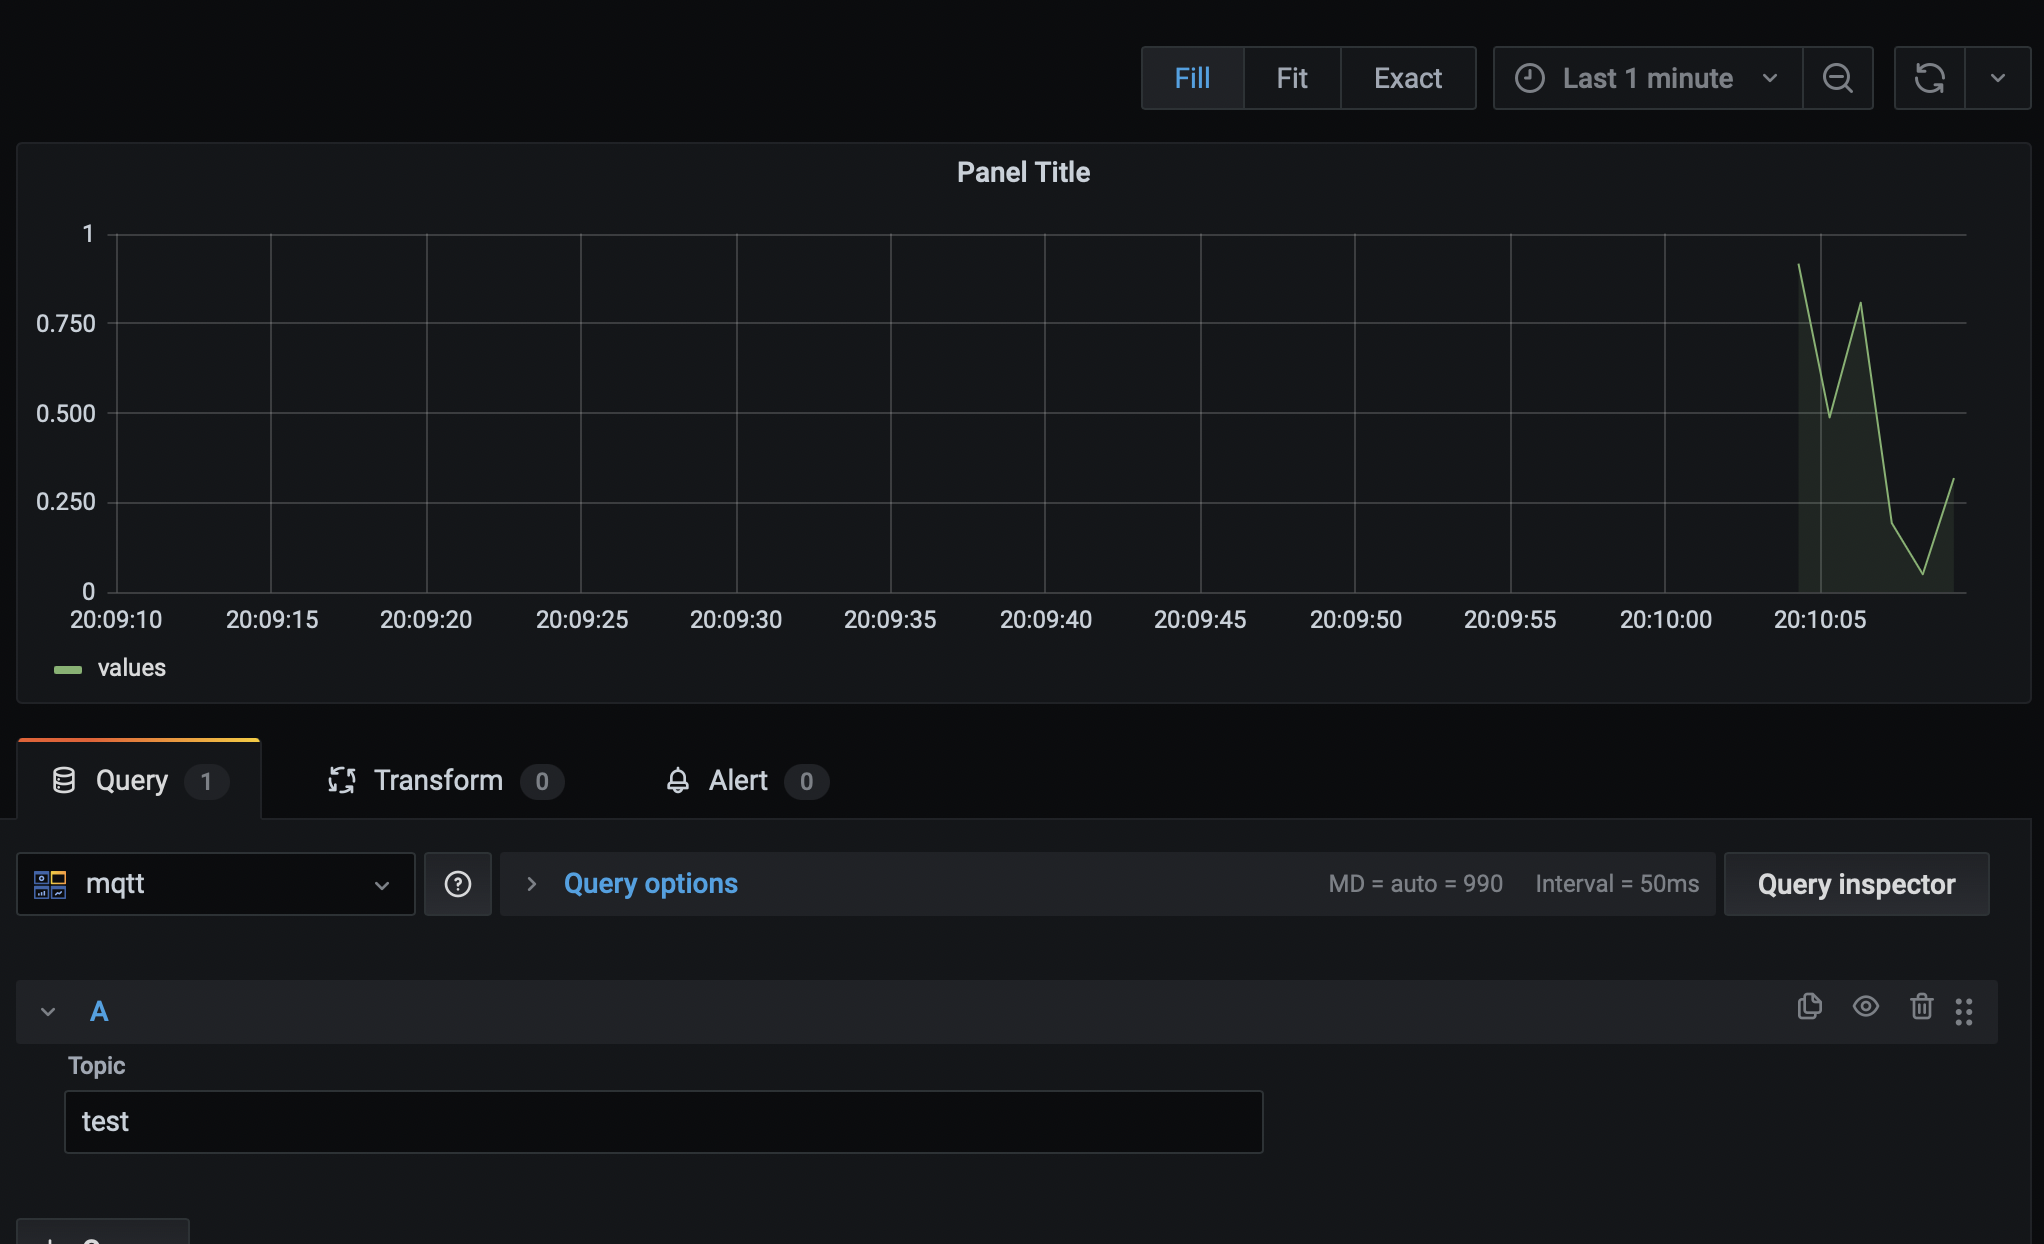 Fill Fit Exact Last 1 minute
Panel Title
1
0.750
0.500
0.250
0
20:09:10 20:09:15 20:09:20 20:09:25 20:09:30 20:09:35 20:09:40 20:09:45 20:09:50 20:09:55 20:10:00 20:10:05
values
Query 1 Transform 0 Alert 0
mqtt Query options MD = auto = 990 Interval = 50ms Query inspector
A
Topic
test